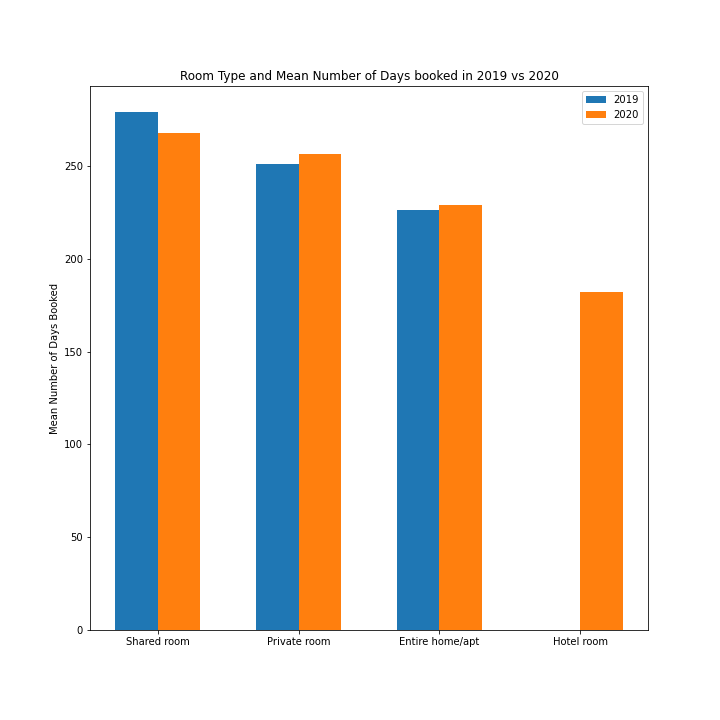 Room Type and Mean Number of Days booked in 2019 vs 2020
2019
2020
250
200
150
100
50
0
Mean Number of Days Booked
Shared room
Private room
Entire home/apt
Hotel room